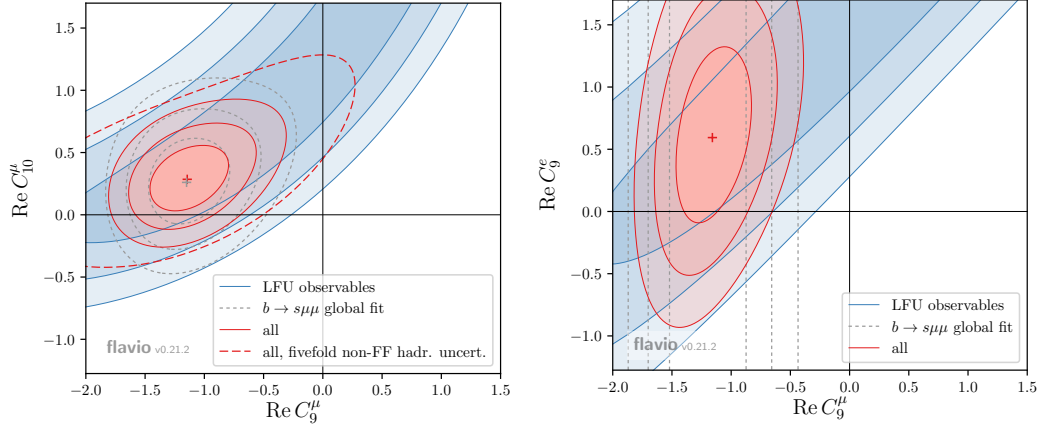 1.5
1.0
0.5
0.0
−0.5
−1.0
Re C_10^μ
−2.0 −1.5 −1.0 −0.5 0.0 0.5 1.0 1.5
Re C_9^μ
LFU observables
b → sμμ global fit
all
all, fivefold non-FF hadr. uncert.
flavio v0.21.2
1.5
1.0
0.5
0.0
−0.5
−1.0
Re C_9^e
−2.0 −1.5 −1.0 −0.5 0.0 0.5 1.0 1.5
Re C_9^μ
LFU observables
b → sμμ global fit
all
flavio v0.21.2